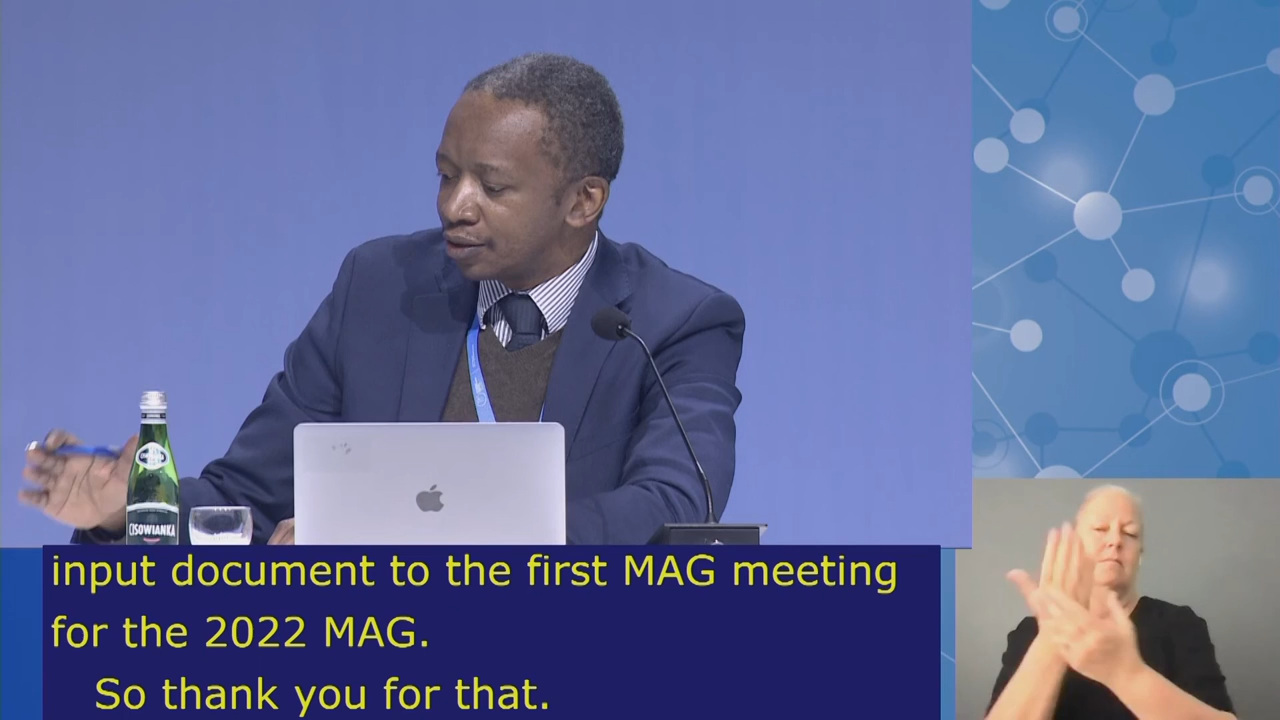 CISOWIANKA
input document to the first MAG meeting
for the 2022 MAG.
So thank you for that.